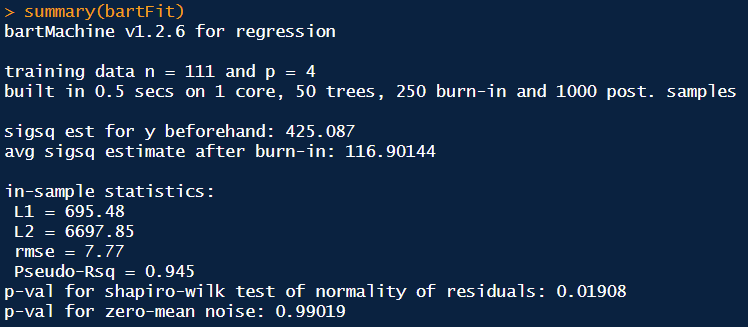 > summary(bartFit)
bartMachine v1.2.6 for regression
training data n = 111 and p = 4
built in 0.5 secs on 1 core, 50 trees, 250 burn-in and 1000 post. samples
sigsq est for y beforehand: 425.087
avg sigsq estimate after burn-in: 116.90144
in-sample statistics:
L1 = 695.48
L2 = 6697.85
rmse = 7.77
Pseudo-Rsq = 0.945
p-val for shapiro-wilk test of normality of residuals: 0.01908
p-val for zero-mean noise: 0.99019